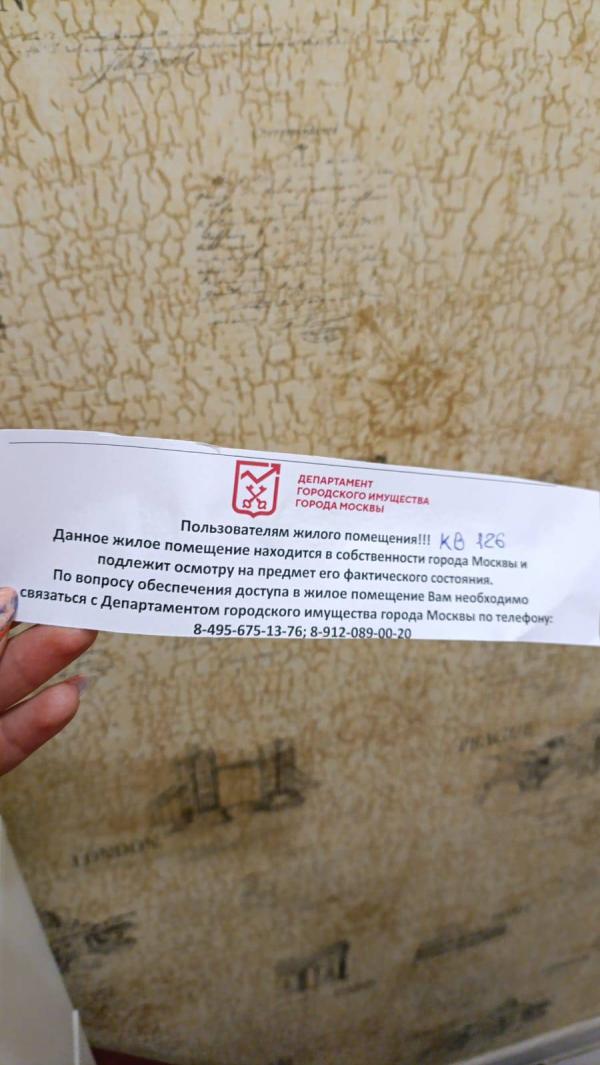 ДЕПАРТАМЕНТ
ГОРОДСКОГО ИМУЩЕСТВА
ГОРОДА МОСКВЫ
Пользователям жилого помещения!!! КВ 126
Данное жилое помещение находится в собственности города Москвы и
подлежит осмотру на предмет его фактического состояния.
По вопросу обеспечения доступа в жилое помещение Вам необходимо
связаться с Департаментом городского имущества города Москвы по телефону:
8-495-675-13-76; 8-912-089-00-20
PRAGUE
LONDON